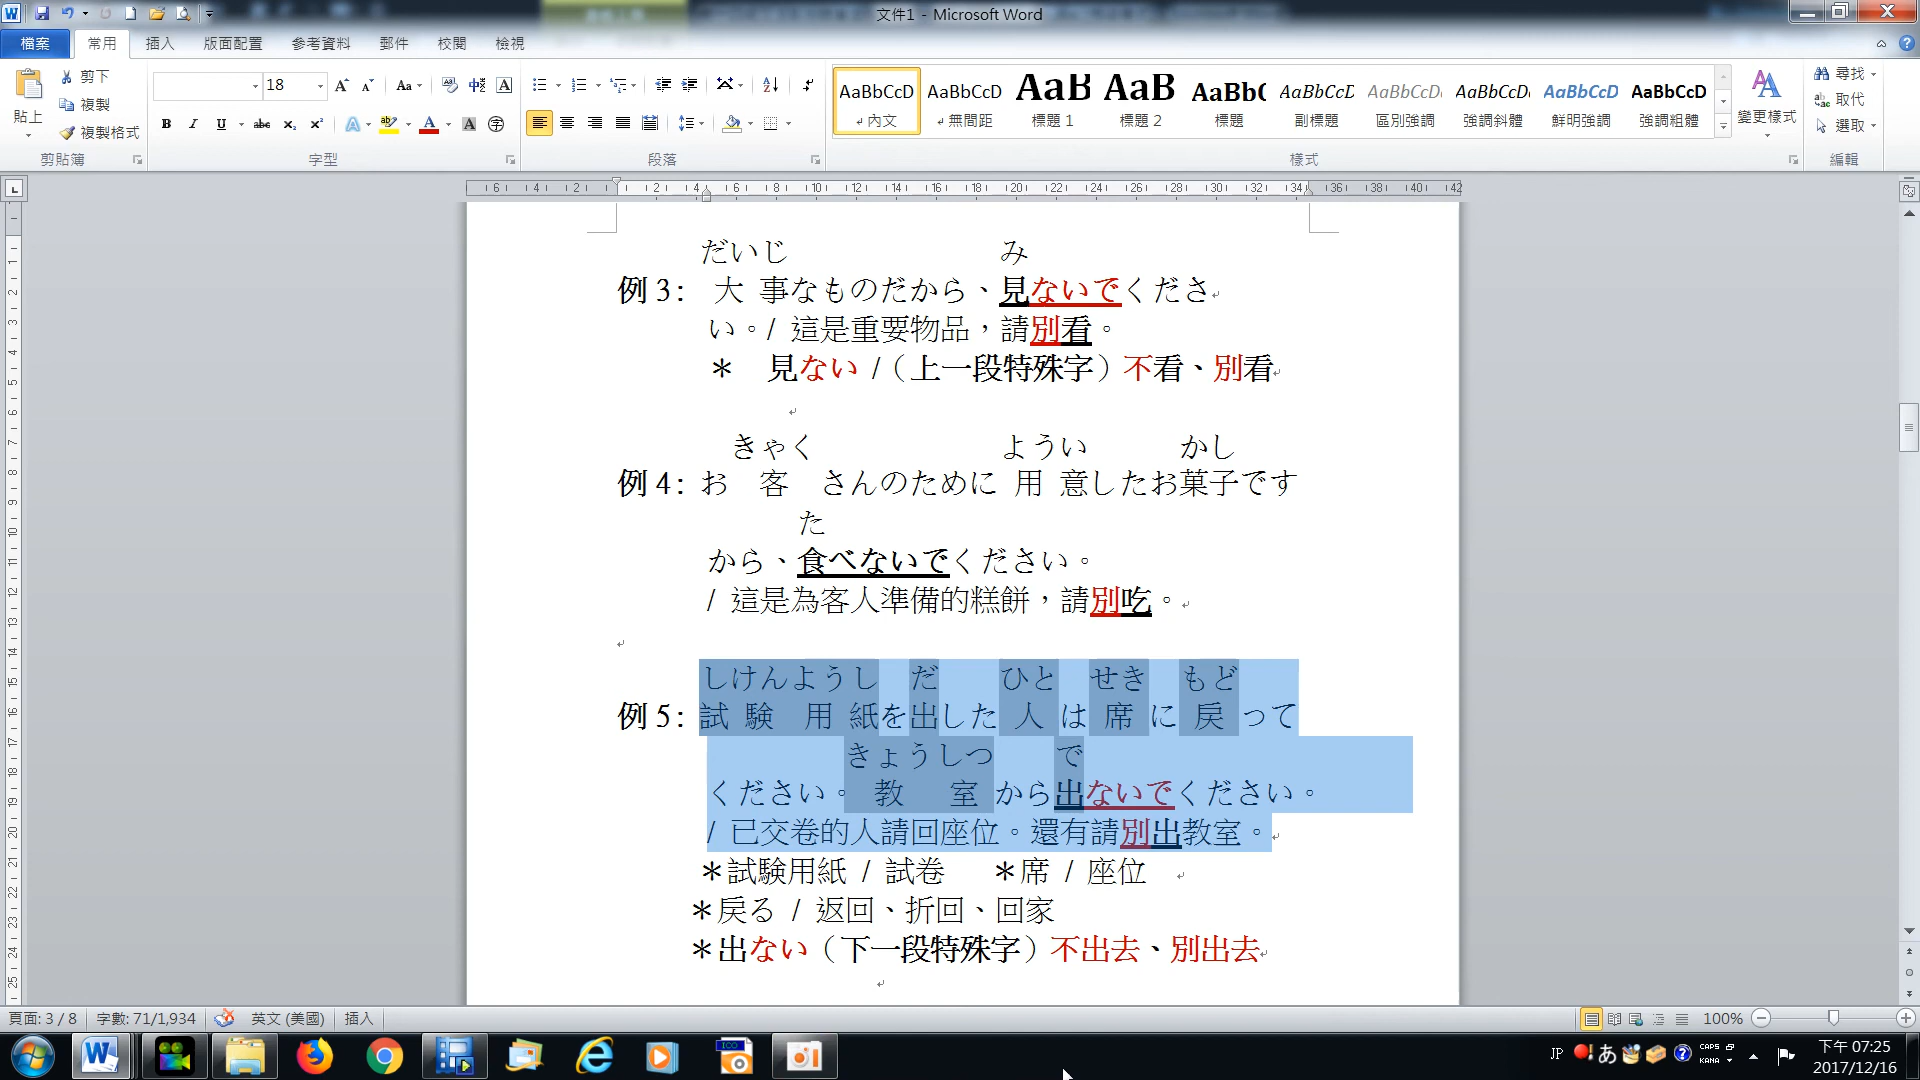 文件1 - Microsoft Word
檔案 常用 插入 版面配置 參考資料 郵件 校閱 檢視
貼上 剪下 複製 複製格式 剪貼簿
18 字型
段落
AaBbCcD 內文
AaBbCcD 無間距
AaB 標題 1
AaB 標題 2
AaBb 標題
AaBbCcD 副標題
AaBbCcD 區別強調
AaBbCcD 強調斜體
AaBbCcD 鮮明強調
AaBbCcD 強調粗體
樣式
變更樣式
尋找 取代 選取 編輯
だいじ み
例 3: 大 事なものだから、見ないでくださ
い。/ 這是重要物品,請別看。
* 見ない /(上一段特殊字)不看、別看
きゃく ようい かし
例 4: お 客 さんのために 用 意したお菓子です
た
から、食べないでください。
/ 這是為客人準備的糕餅,請別吃。
しけんようし だ ひと せき もど
例 5: 試 験 用 紙を出した 人 は 席 に 戻 って
きょうしつ で
ください。 教 室 から出ないでください。
/ 已交卷的人請回座位。還有請別出教室。
*試験用紙 / 試卷 *席 / 座位
*戻る / 返回、折回、回家
*出ない(下一段特殊字)不出去、別出去
頁面: 3 / 8 字數: 71/1,934 英文 (美國) 插入 100%
JP あ CAPS KANA 下午 07:25
2017/12/16